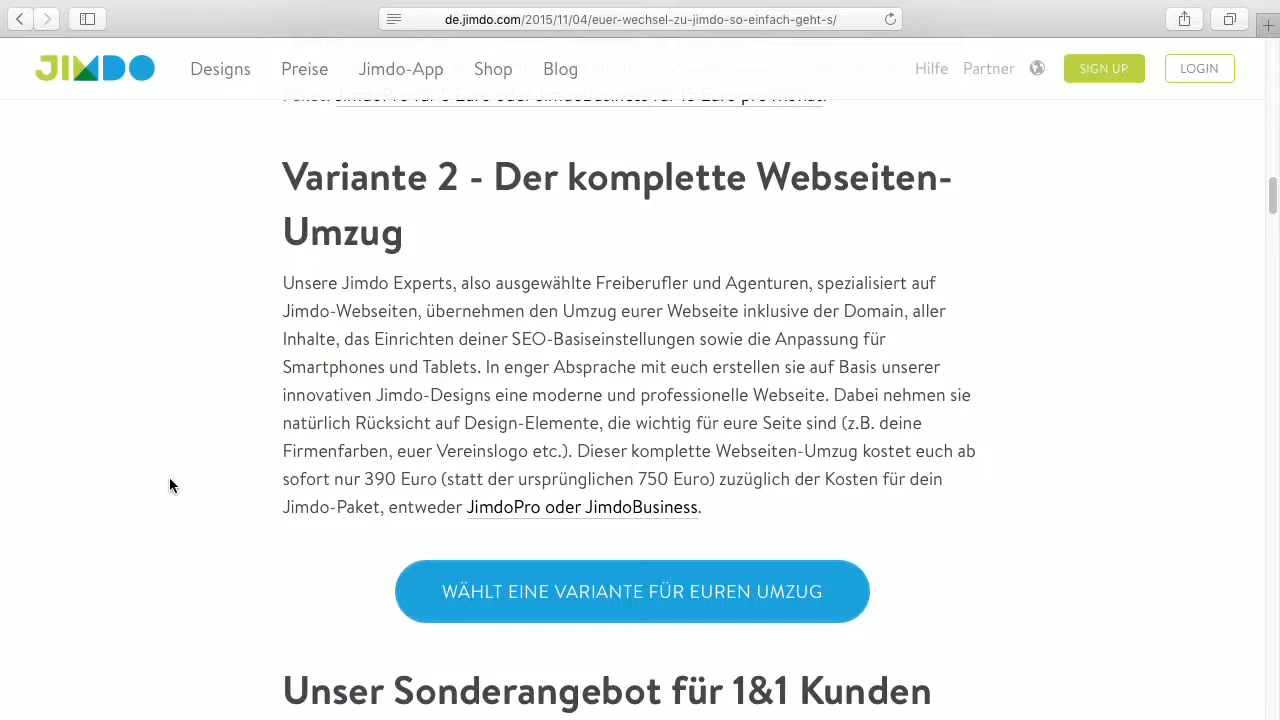 de.jimdo.com/2015/11/04/euer-wechsel-zu-jimdo-so-einfach-geht-s/
JIMDO Designs Preise Jimdo-App Shop Blog Hilfe Partner SIGN UP LOGIN
Variante 2 - Der komplette Webseiten-
Umzug
Unsere Jimdo Experts, also ausgewählte Freiberufler und Agenturen, spezialisiert auf
Jimdo-Webseiten, übernehmen den Umzug eurer Webseite inklusive der Domain, aller
Inhalte, das Einrichten deiner SEO-Basiseinstellungen sowie die Anpassung für
Smartphones und Tablets. In enger Absprache mit euch erstellen sie auf Basis unserer
innovativen Jimdo-Designs eine moderne und professionelle Webseite. Dabei nehmen sie
natürlich Rücksicht auf Design-Elemente, die wichtig für eure Seite sind (z.B. deine
Firmenfarben, euer Vereinslogo etc.). Dieser komplette Webseiten-Umzug kostet euch ab
sofort nur 390 Euro (statt der ursprünglichen 750 Euro) zuzüglich der Kosten für dein
Jimdo-Paket, entweder JimdoPro oder JimdoBusiness.
WÄHLT EINE VARIANTE FÜR EUREN UMZUG
Unser Sonderangebot für 1&1 Kunden